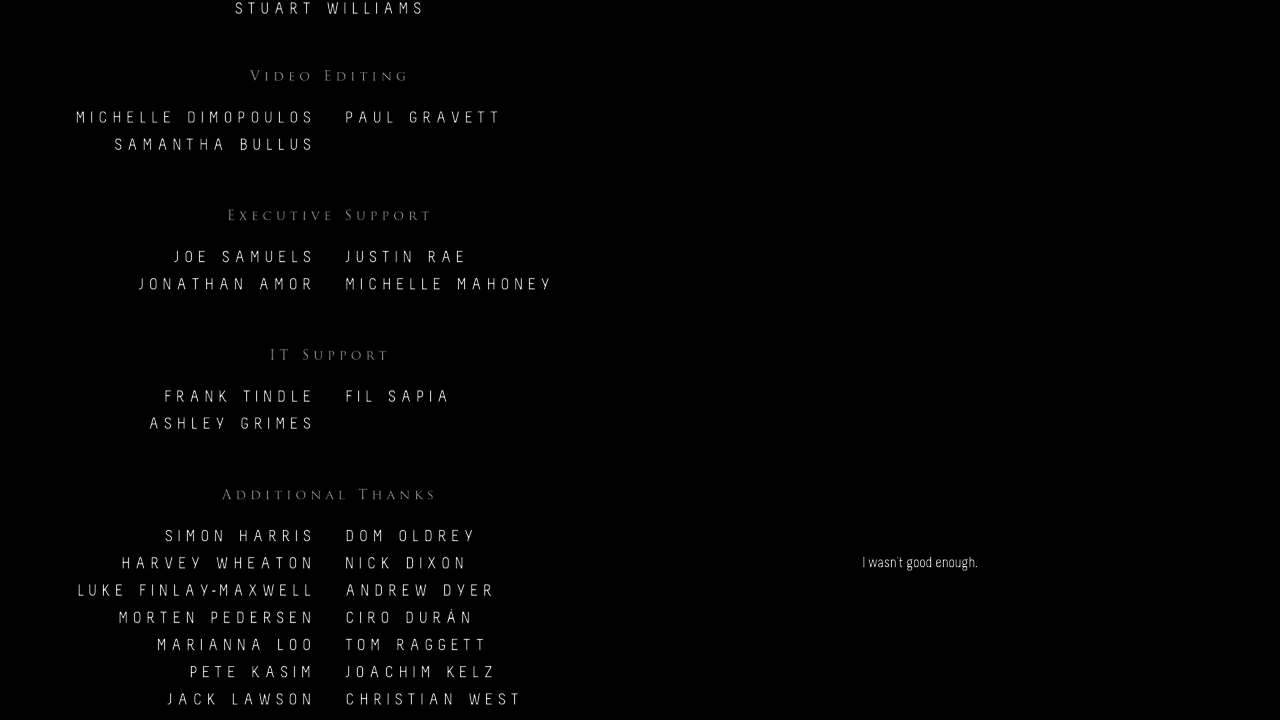 STUART WILLIAMS
VIDEO EDITING
MICHELLE DIMOPOULOS PAUL GRAVETT
SAMANTHA BULLUS
EXECUTIVE SUPPORT
JOE SAMUELS JUSTIN RAE
JONATHAN AMOR MICHELLE MAHONEY
IT SUPPORT
FRANK TINDLE FIL SAPIA
ASHLEY GRIMES
ADDITIONAL THANKS
SIMON HARRIS DOM OLDREY
HARVEY WHEATON NICK DIXON
LUKE FINLAY-MAXWELL ANDREW DYER
MORTEN PEDERSEN CIRO DURÁN
MARIANNA LOO TOM RAGGETT
PETE KASIM JOACHIM KELZ
JACK LAWSON CHRISTIAN WEST
I wasn't good enough.